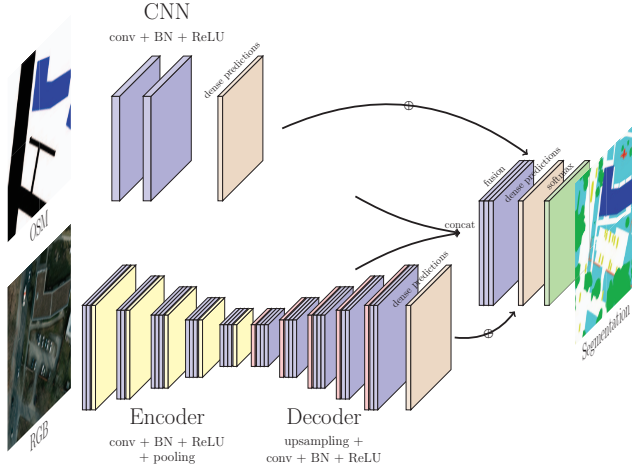 CNN
conv + BN + ReLU
dense predictions
OSM
⊕
fusion
dense predictions
softmax
concat
Segmentation
dense predictions
⊕
RGB
Encoder
conv + BN + ReLU
+ pooling
Decoder
upsampling +
conv + BN + ReLU